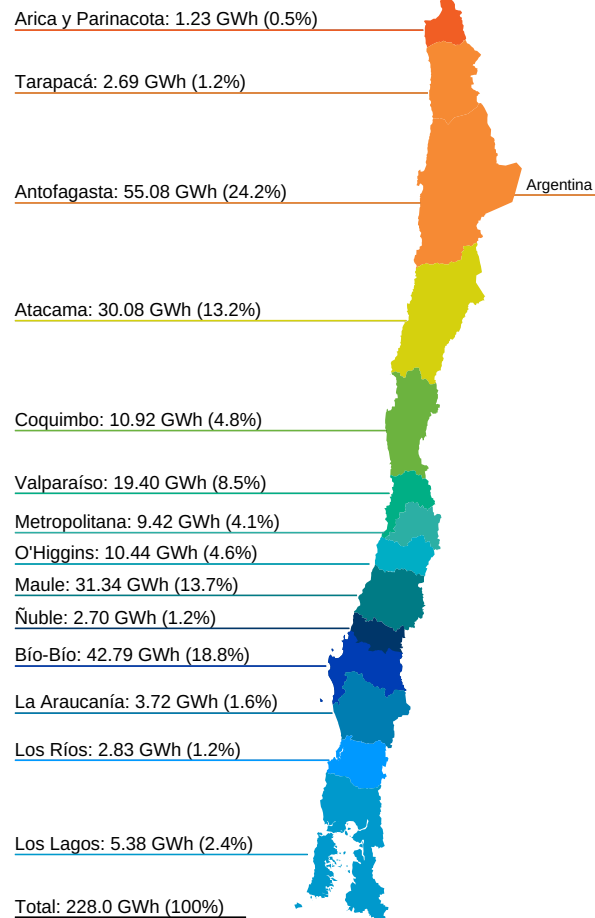 Arica y Parinacota: 1.23 GWh (0.5%)
Tarapacá: 2.69 GWh (1.2%)
Antofagasta: 55.08 GWh (24.2%)
Argentina
Atacama: 30.08 GWh (13.2%)
Coquimbo: 10.92 GWh (4.8%)
Valparaíso: 19.40 GWh (8.5%)
Metropolitana: 9.42 GWh (4.1%)
O'Higgins: 10.44 GWh (4.6%)
Maule: 31.34 GWh (13.7%)
Ñuble: 2.70 GWh (1.2%)
Bío-Bío: 42.79 GWh (18.8%)
La Araucanía: 3.72 GWh (1.6%)
Los Ríos: 2.83 GWh (1.2%)
Los Lagos: 5.38 GWh (2.4%)
Total: 228.0 GWh (100%)